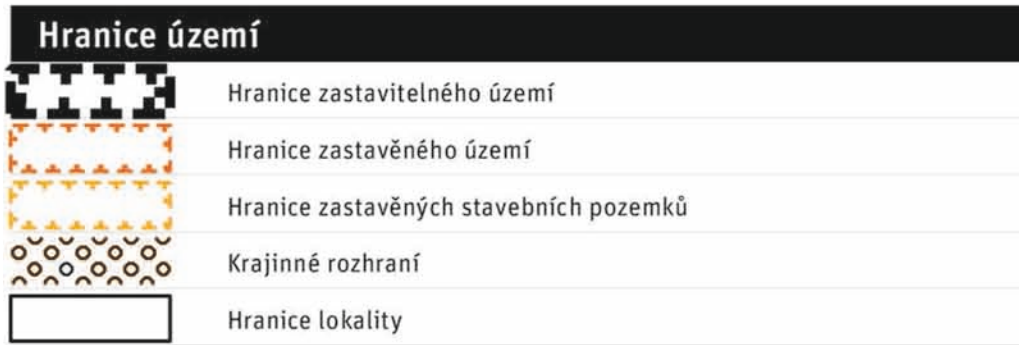 Hranice území
Hranice zastavitelného území
Hranice zastavěného území
Hranice zastavěných stavebních pozemků
Krajinné rozhraní
Hranice lokality